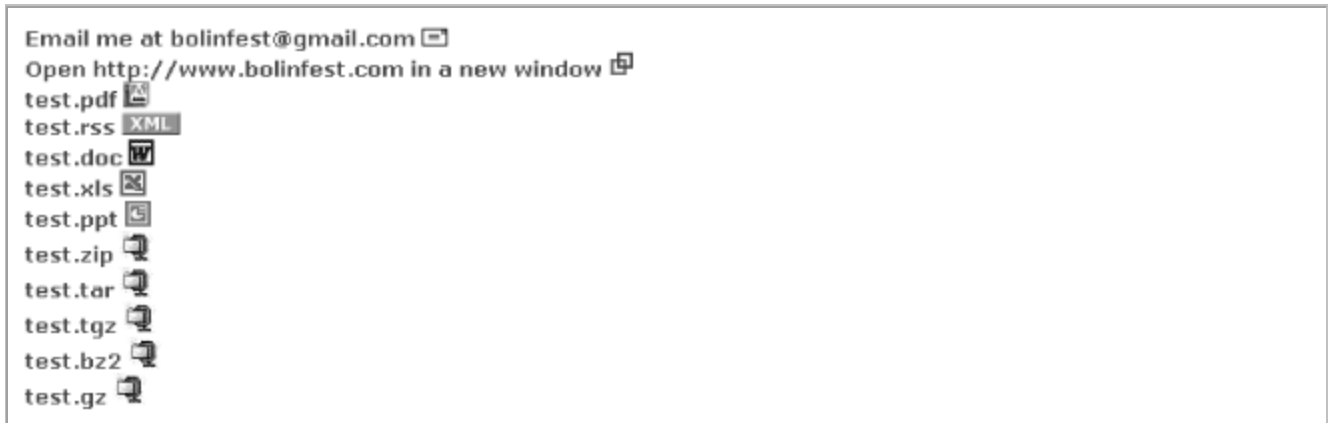 Email me at bolinfest@gmail.com
Open http://www.bolinfest.com in a new window
test.pdf
test.rss XML
test.doc W
test.xls
test.ppt
test.zip
test.tar
test.tgz
test.bz2
test.gz